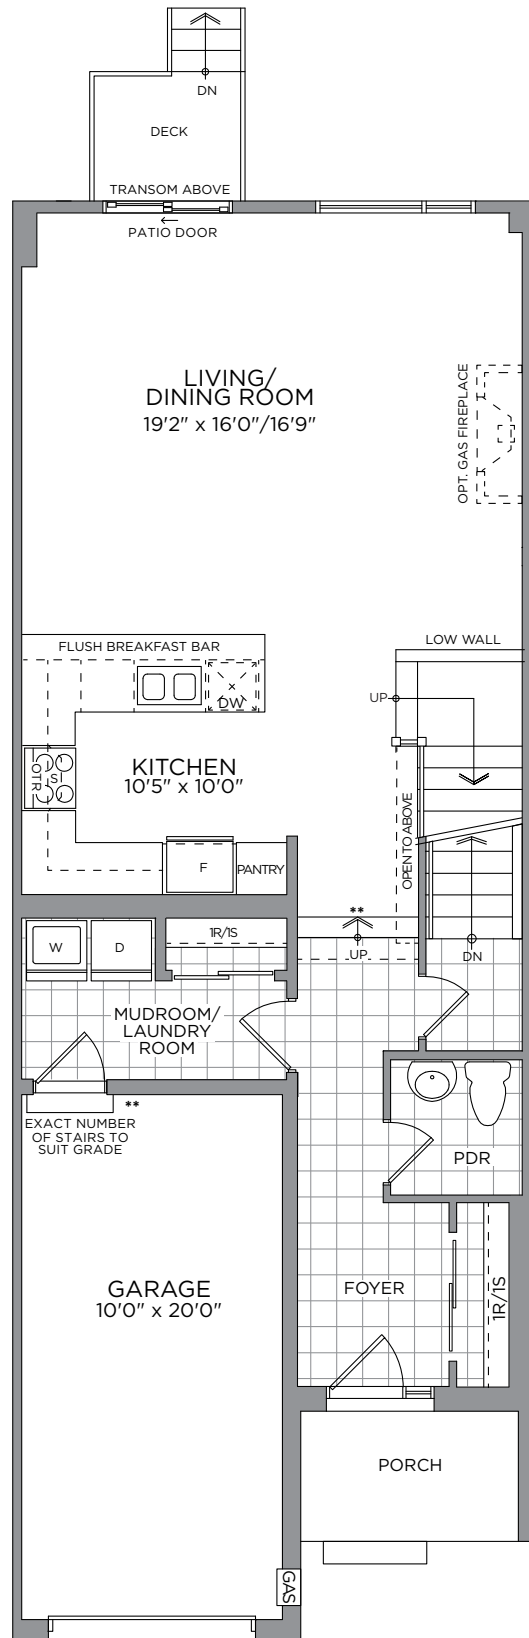 DN
DECK
TRANSOM ABOVE
PATIO DOOR
LIVING/
DINING ROOM
19'2" x 16'0"/16'9"
OPT. GAS FIREPLACE
FLUSH BREAKFAST BAR
LOW WALL
DW
UP
KITCHEN
10'5" x 10'0"
OTR
S
OPEN TO ABOVE
F
PANTRY
**
W
D
1R/1S
UP
DN
MUDROOM/
LAUNDRY
ROOM
**
EXACT NUMBER
OF STAIRS TO
SUIT GRADE
PDR
GARAGE
10'0" x 20'0"
FOYER
1R/1S
PORCH
GAS